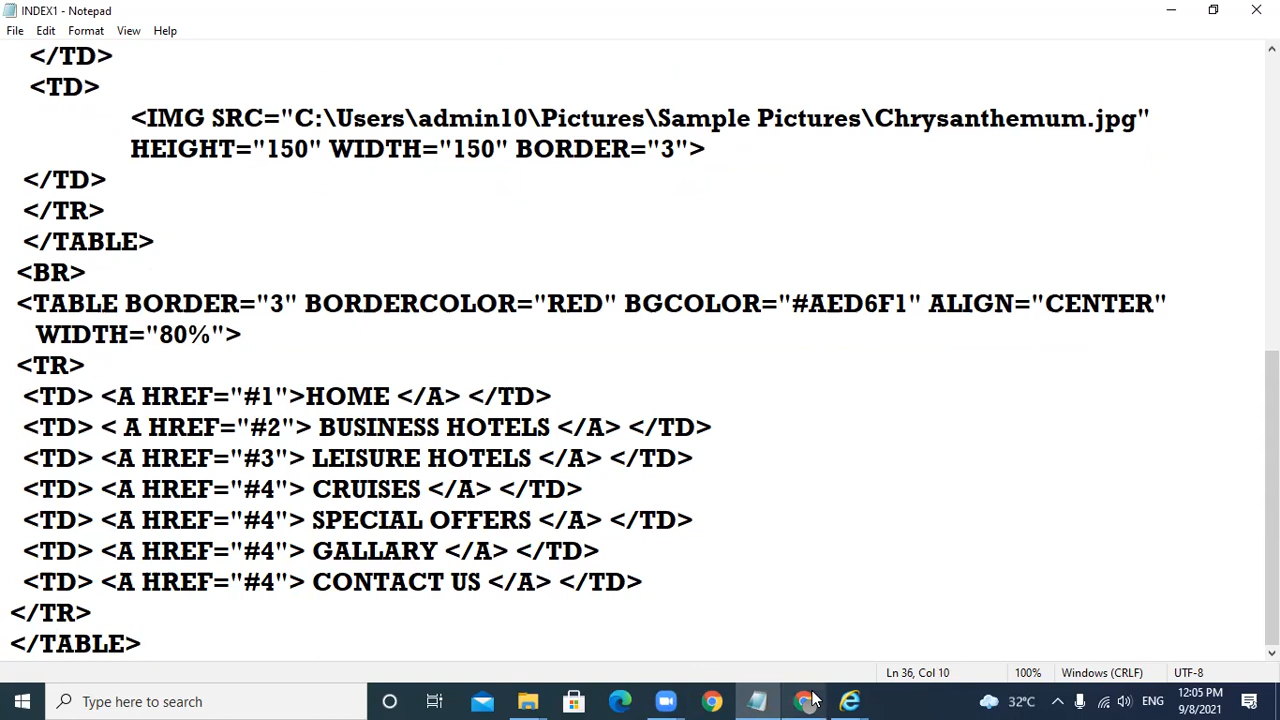 INDEX1 - Notepad
File Edit Format View Help
</TD>
<TD>
<IMG SRC="C:\Users\admin10\Pictures\Sample Pictures\Chrysanthemum.jpg"
HEIGHT="150" WIDTH="150" BORDER="3">
</TD>
</TR>
</TABLE>
<BR>
<TABLE BORDER="3" BORDERCOLOR="RED" BGCOLOR="#AED6F1" ALIGN="CENTER"
WIDTH="80%">
<TR>
<TD> <A HREF="#1">HOME </A> </TD>
<TD> < A HREF="#2"> BUSINESS HOTELS </A> </TD>
<TD> <A HREF="#3"> LEISURE HOTELS </A> </TD>
<TD> <A HREF="#4"> CRUISES </A> </TD>
<TD> <A HREF="#4"> SPECIAL OFFERS </A> </TD>
<TD> <A HREF="#4"> GALLARY </A> </TD>
<TD> <A HREF="#4"> CONTACT US </A> </TD>
</TR>
</TABLE>
Ln 36, Col 10 100% Windows (CRLF) UTF-8
Type here to search 32°C ENG 12:05 PM
9/8/2021